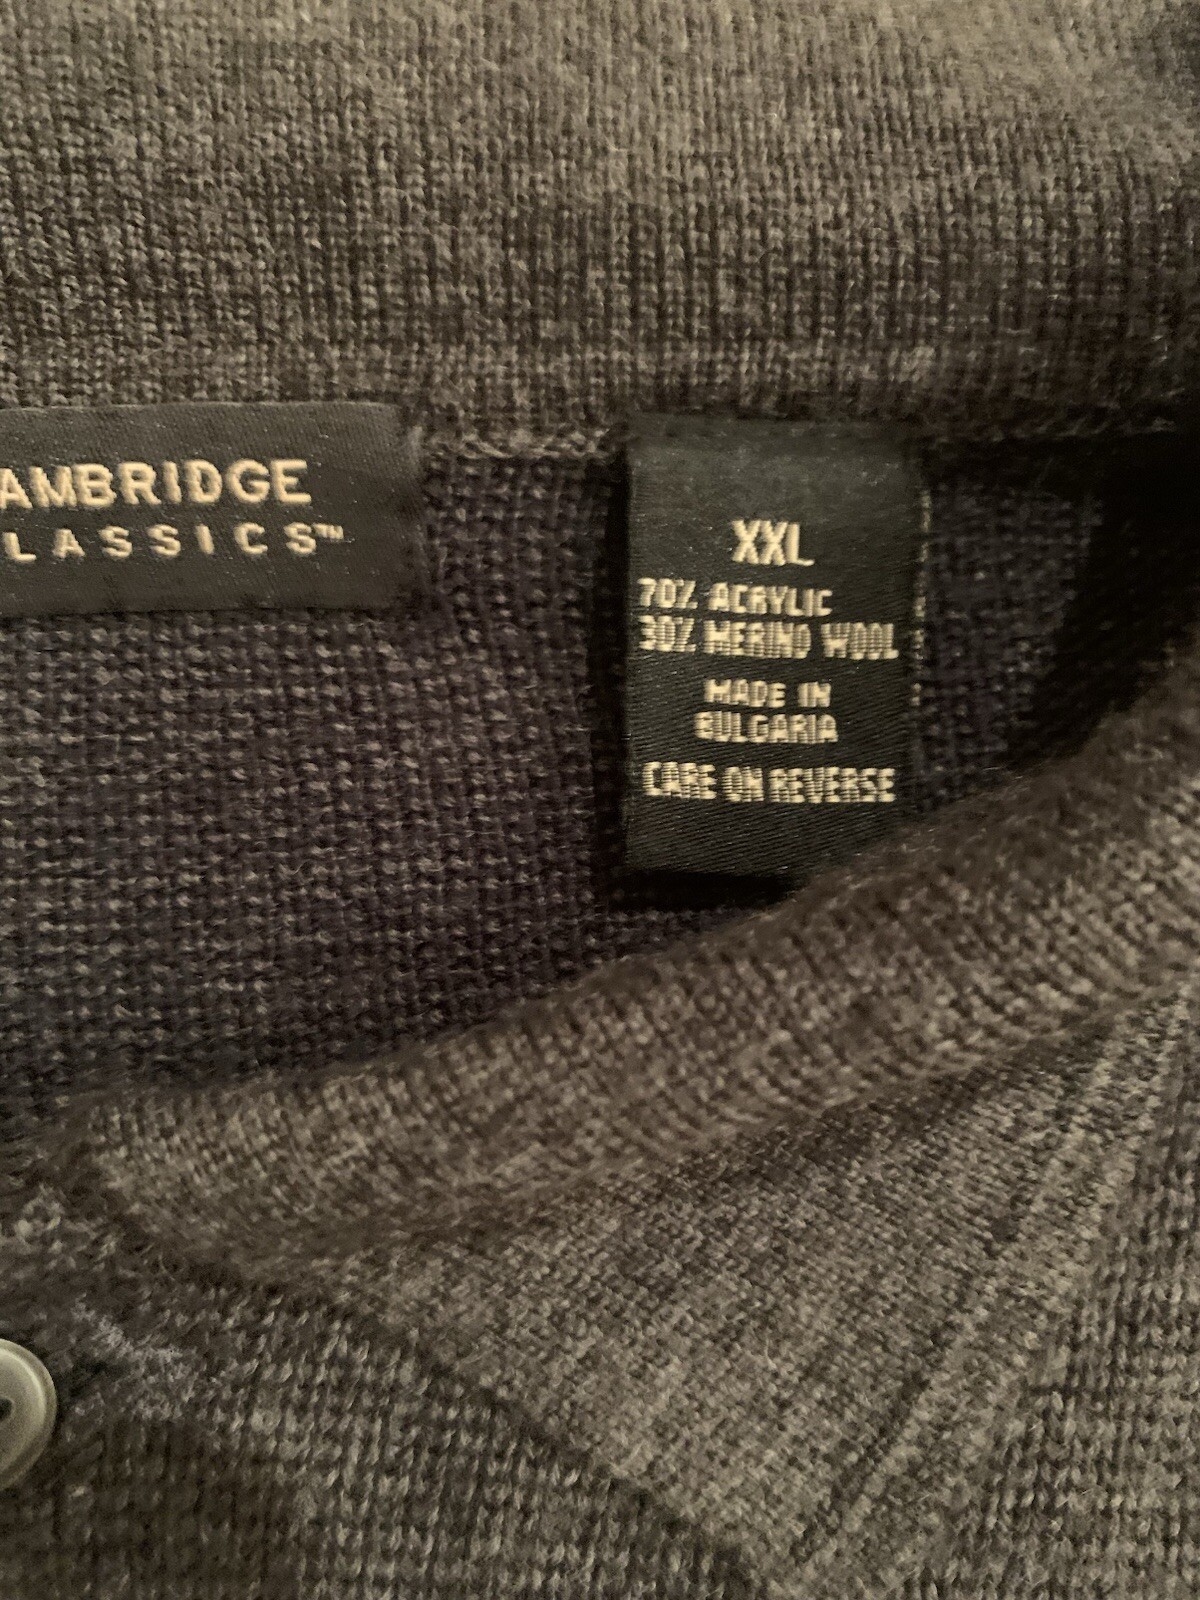 AMBRIDGE
LASSICS™
XXL
70% ACRYLIC
30% MERINO WOOL
MADE IN
BULGARIA
CARE ON REVERSE